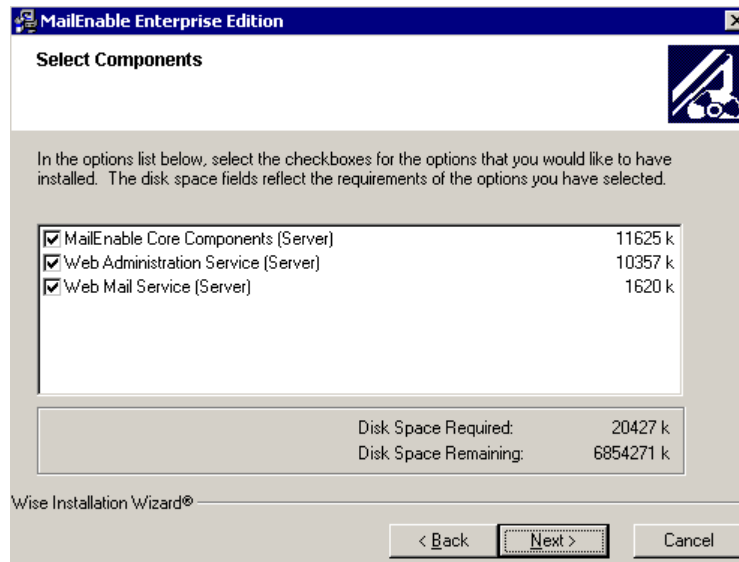 MailEnable Enterprise Edition
Select Components
In the options list below, select the checkboxes for the options that you would like to have
installed. The disk space fields reflect the requirements of the options you have selected.
MailEnable Core Components (Server) 11625 k
Web Administration Service (Server) 10357 k
Web Mail Service (Server) 1620 k
Disk Space Required: 20427 k
Disk Space Remaining: 6854271 k
Wise Installation Wizard®
< Back Next > Cancel